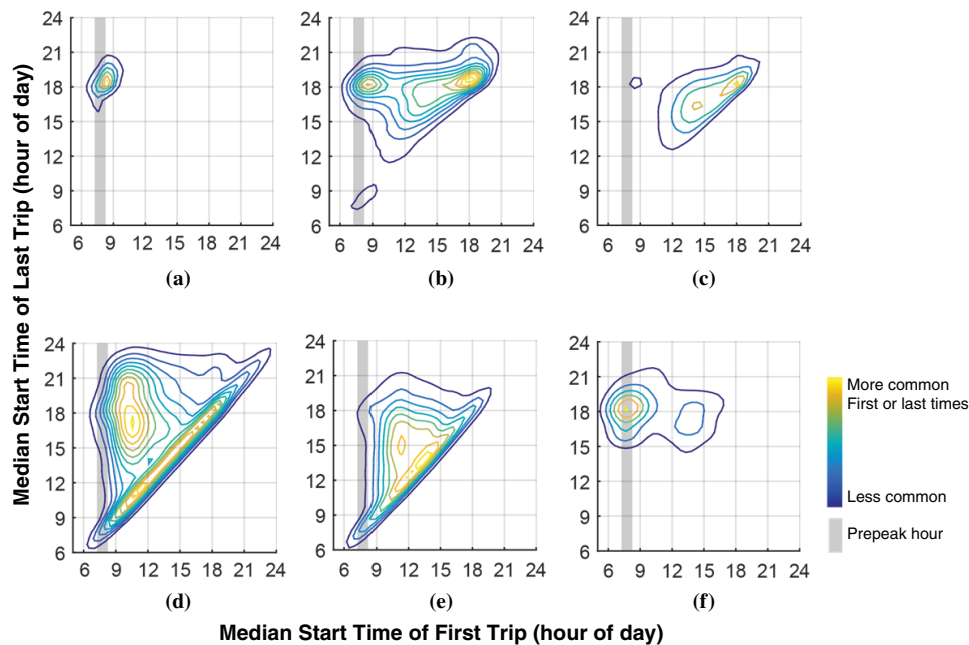 24
21
18
15
12
9
6
6 9 12 15 18 21 24
(a)
24
21
18
15
12
9
6
6 9 12 15 18 21 24
(b)
24
21
18
15
12
9
6
6 9 12 15 18 21 24
(c)
Median Start Time of Last Trip (hour of day)
24
21
18
15
12
9
6
6 9 12 15 18 21 24
(d)
24
21
18
15
12
9
6
6 9 12 15 18 21 24
(e)
24
21
18
15
12
9
6
6 9 12 15 18 21 24
(f)
More common
First or last times
Less common
Prepeak hour
Median Start Time of First Trip (hour of day)